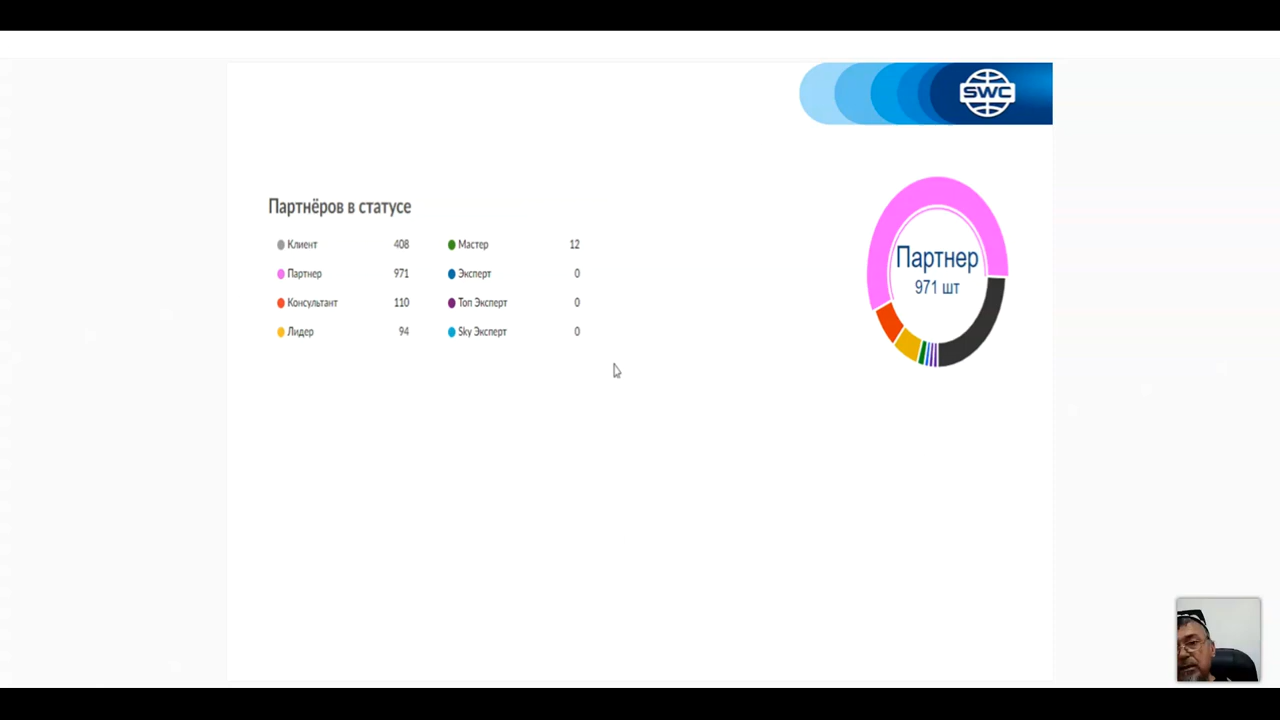 SWC
Партнёров в статусе
Клиент 408
Партнер 971
Консультант 110
Лидер 94
Мастер 12
Эксперт 0
Топ Эксперт 0
Sky Эксперт 0
Партнер
971 шт